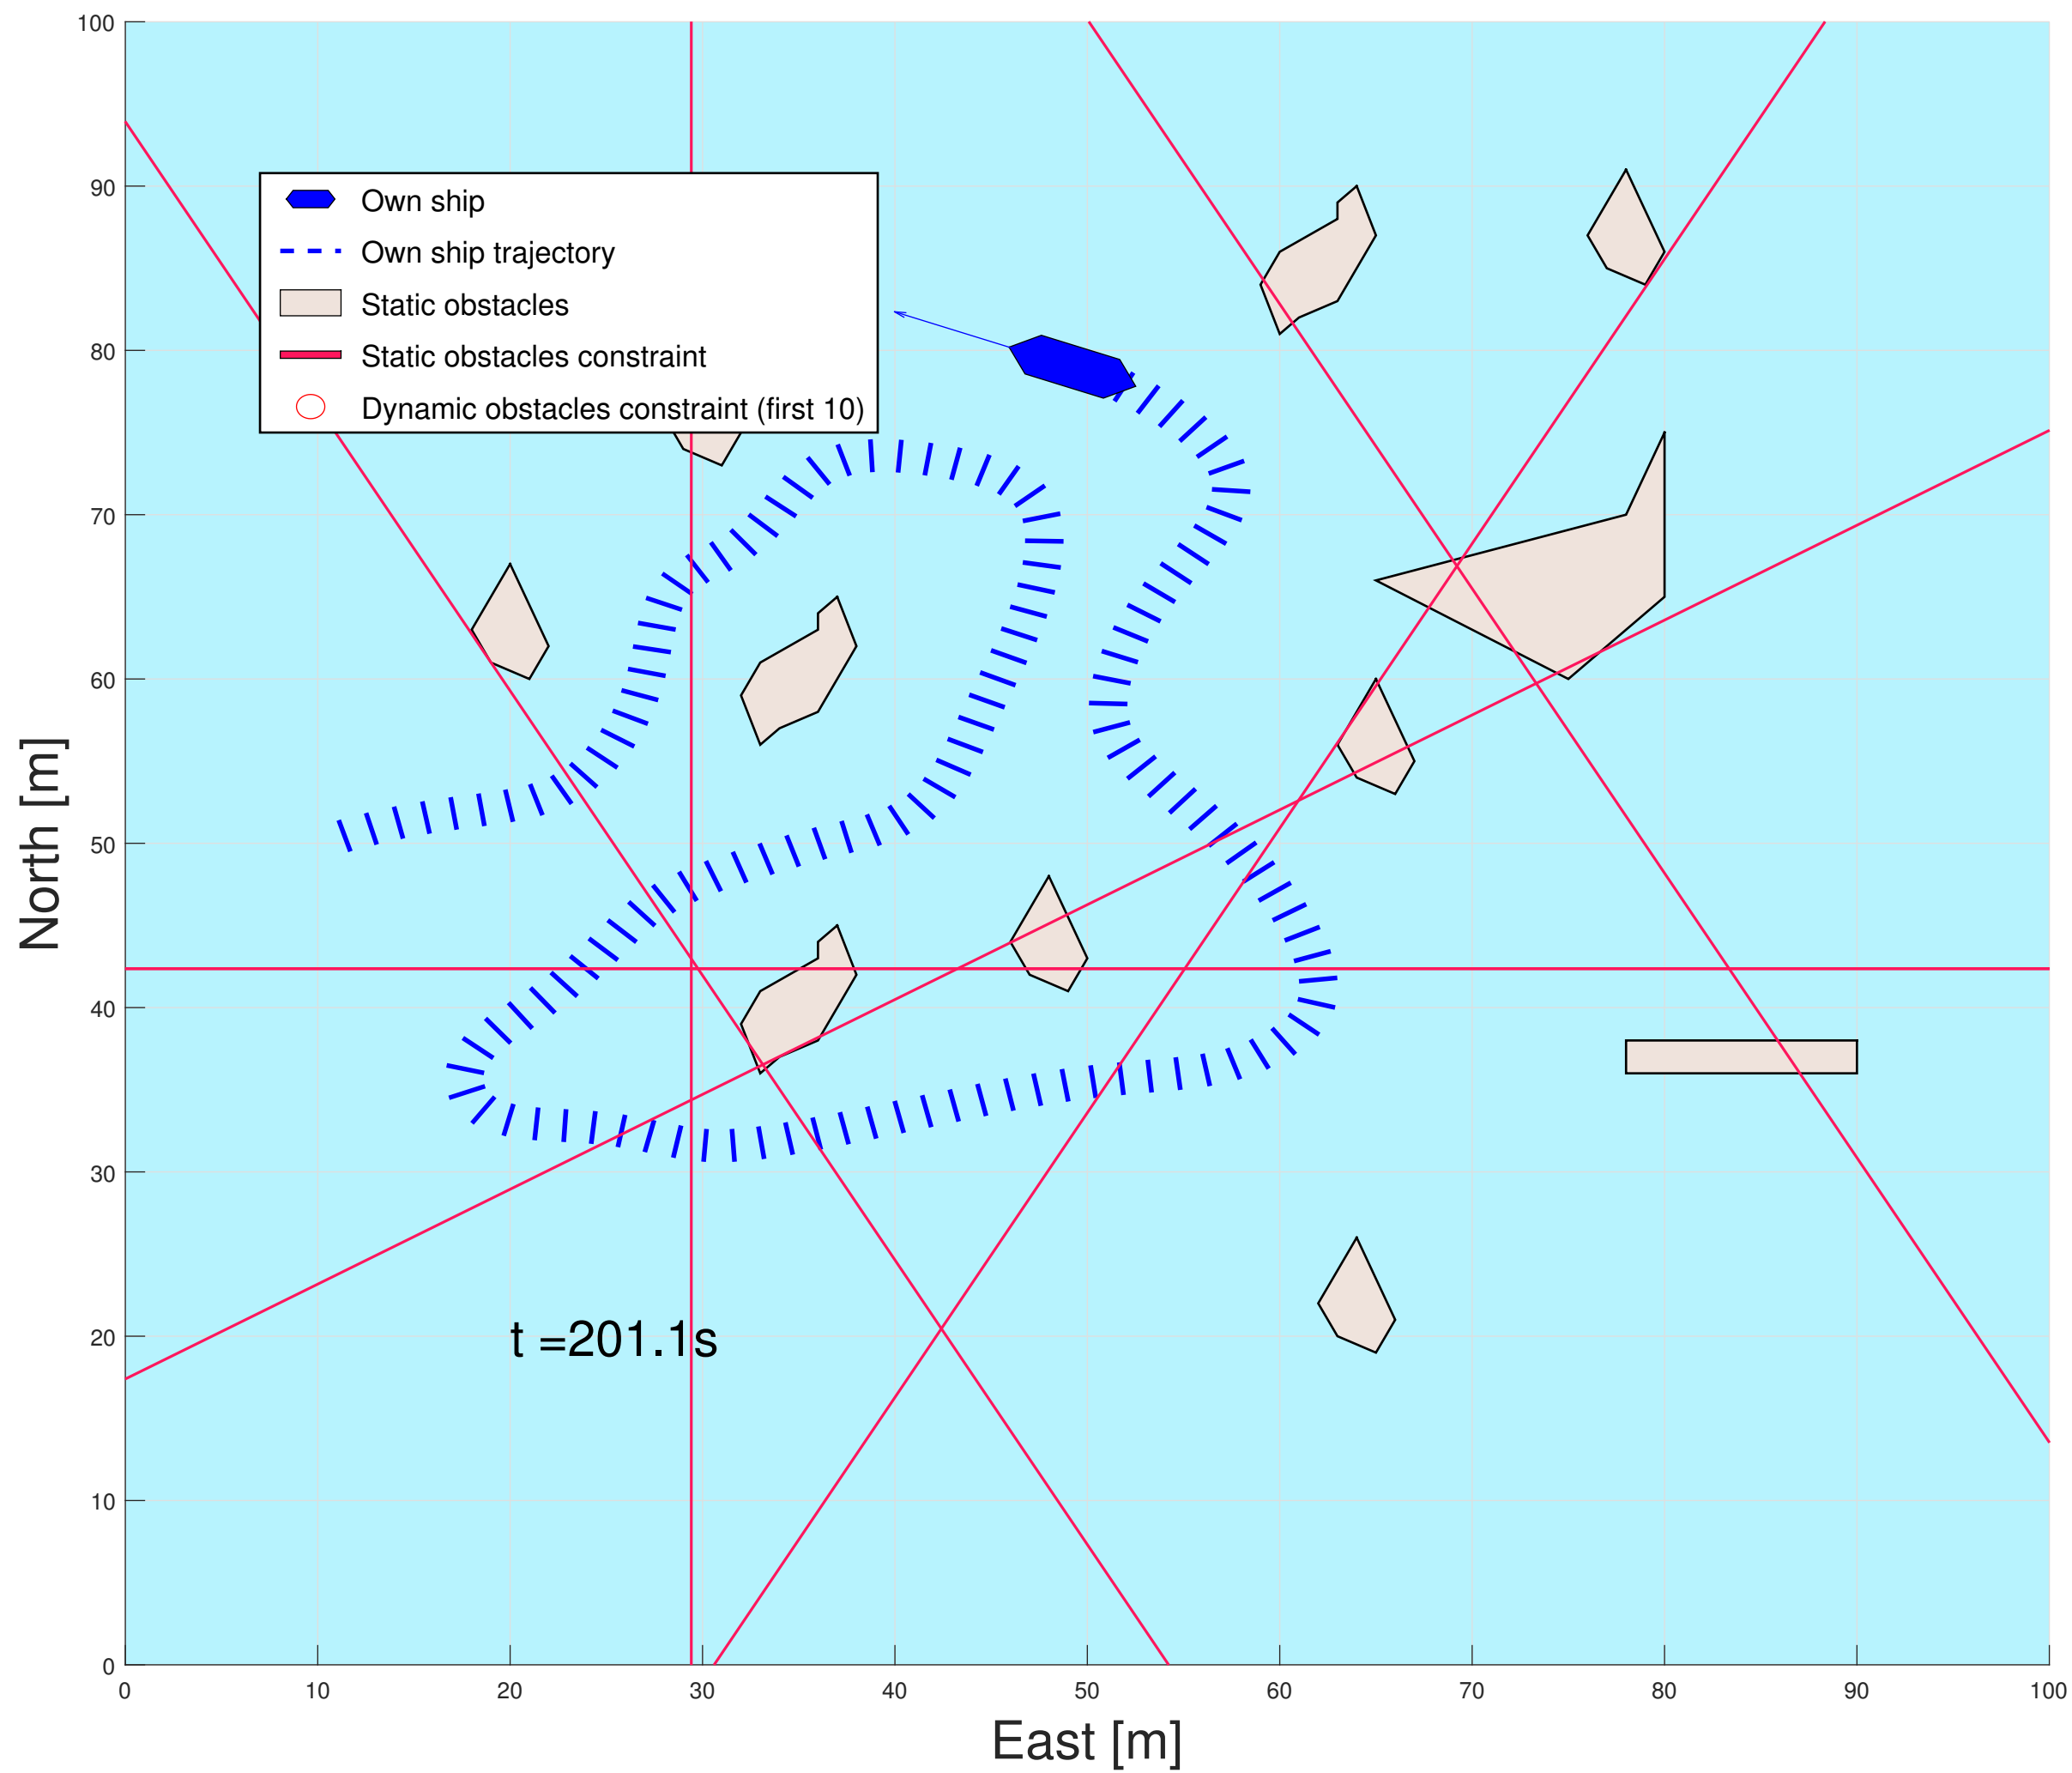 100
90
80
70
60
50
40
30
20
10
0
North [m]
Own ship
Own ship trajectory
Static obstacles
Static obstacles constraint
Dynamic obstacles constraint (first 10)
t =201.1s
0 10 20 30 40 50 60 70 80 90 100
East [m]